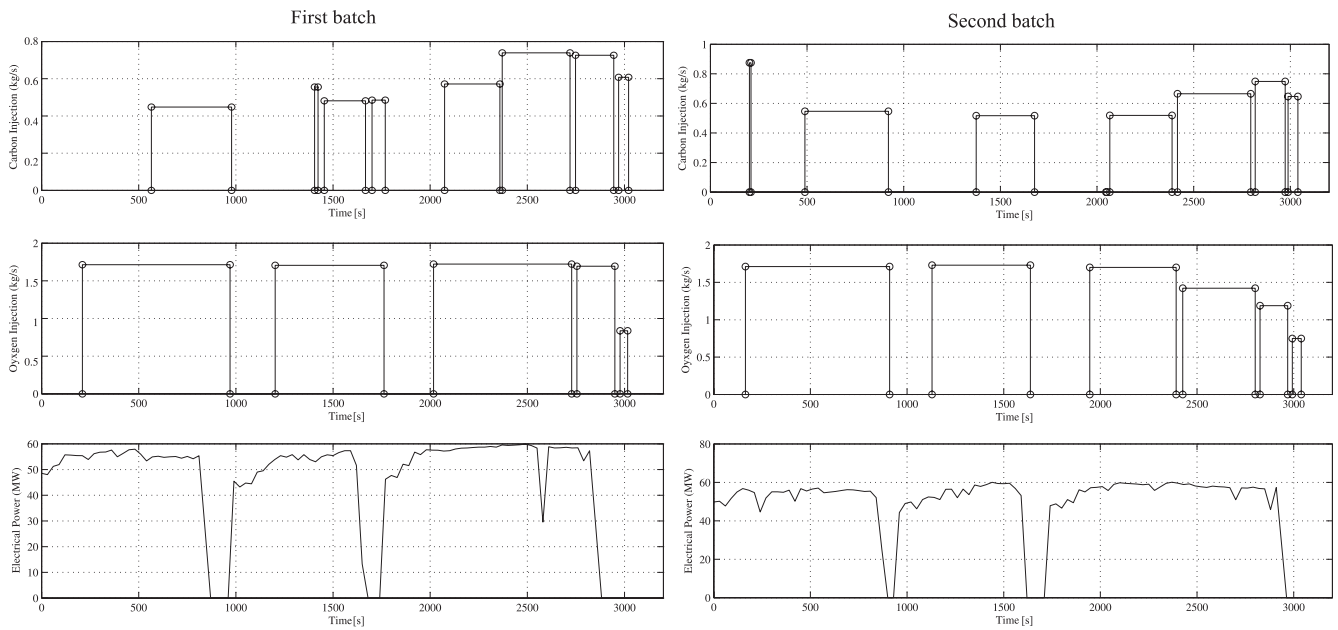 First batch
Second batch
Carbon Injection (kg/s)
0.8
0.6
0.4
0.2
0
0 500 1000 1500 2000 2500 3000
Time [s]
Carbon Injection (kg/s)
1
0.8
0.6
0.4
0.2
0
0 500 1000 1500 2000 2500 3000
Time [s]
Oyxgen Injection (kg/s)
2
1.5
1
0.5
0
0 500 1000 1500 2000 2500 3000
Time [s]
Oyxgen Injection (kg/s)
2
1.5
1
0.5
0
0 500 1000 1500 2000 2500 3000
Time [s]
Electrical Power (MW)
60
50
40
30
20
10
0
0 500 1000 1500 2000 2500 3000
Time [s]
Electrical Power (MW)
80
60
40
20
0
0 500 1000 1500 2000 2500 3000
Time [s]